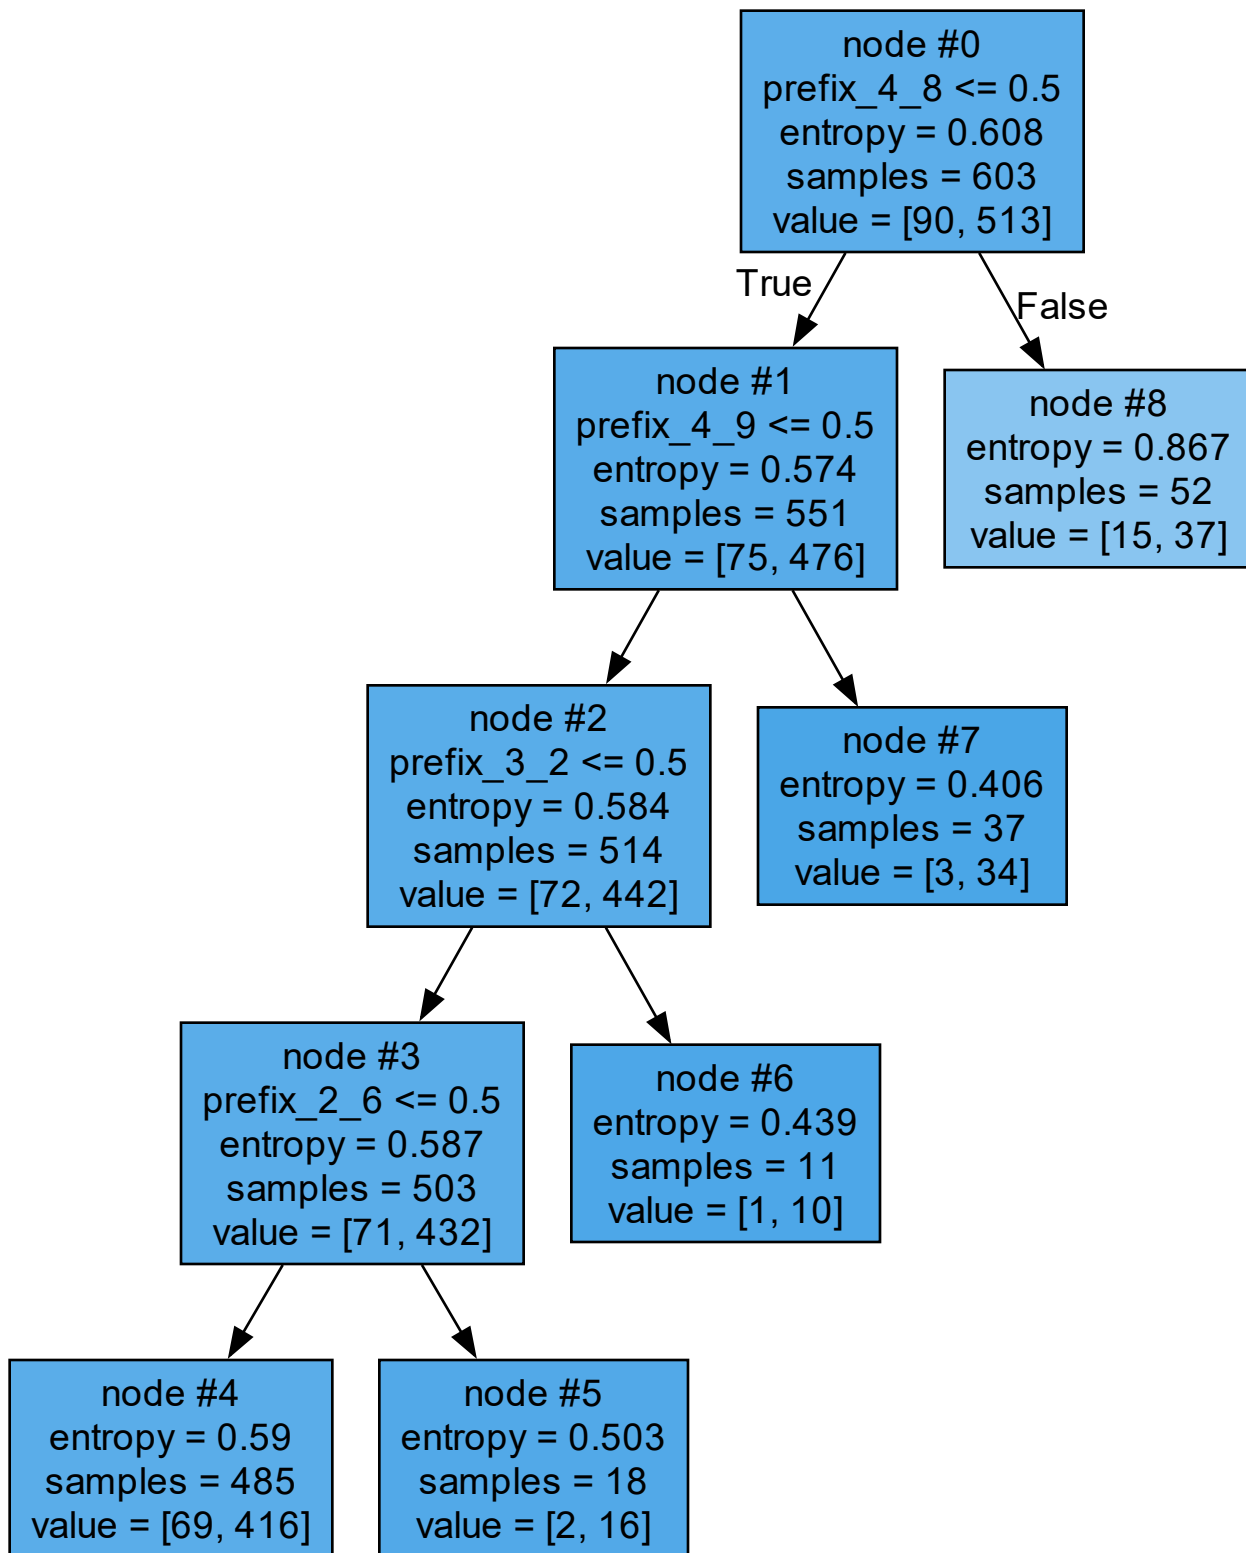 node #0
prefix_4_8 <= 0.5
entropy = 0.608
samples = 603
value = [90, 513]
True
False
node #1
prefix_4_9 <= 0.5
entropy = 0.574
samples = 551
value = [75, 476]
node #8
entropy = 0.867
samples = 52
value = [15, 37]
node #2
prefix_3_2 <= 0.5
entropy = 0.584
samples = 514
value = [72, 442]
node #7
entropy = 0.406
samples = 37
value = [3, 34]
node #3
prefix_2_6 <= 0.5
entropy = 0.587
samples = 503
value = [71, 432]
node #6
entropy = 0.439
samples = 11
value = [1, 10]
node #4
entropy = 0.59
samples = 485
value = [69, 416]
node #5
entropy = 0.503
samples = 18
value = [2, 16]